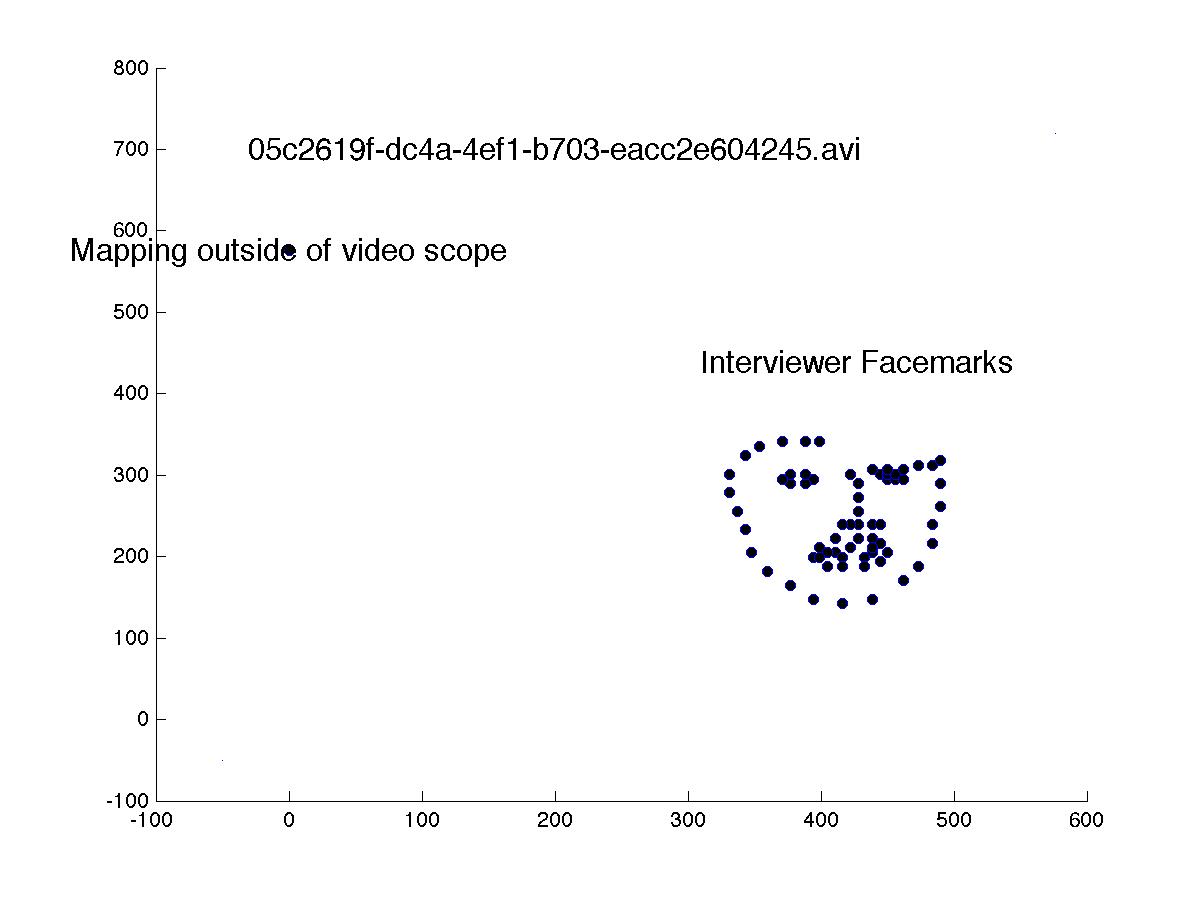 800
05c2619f-dc4a-4ef1-b703-eacc2e604245.avi
700
600
Mapping outside of video scope
500
Interviewer Facemarks
400
300
200
100
0
-100
-100 0 100 200 300 400 500 600